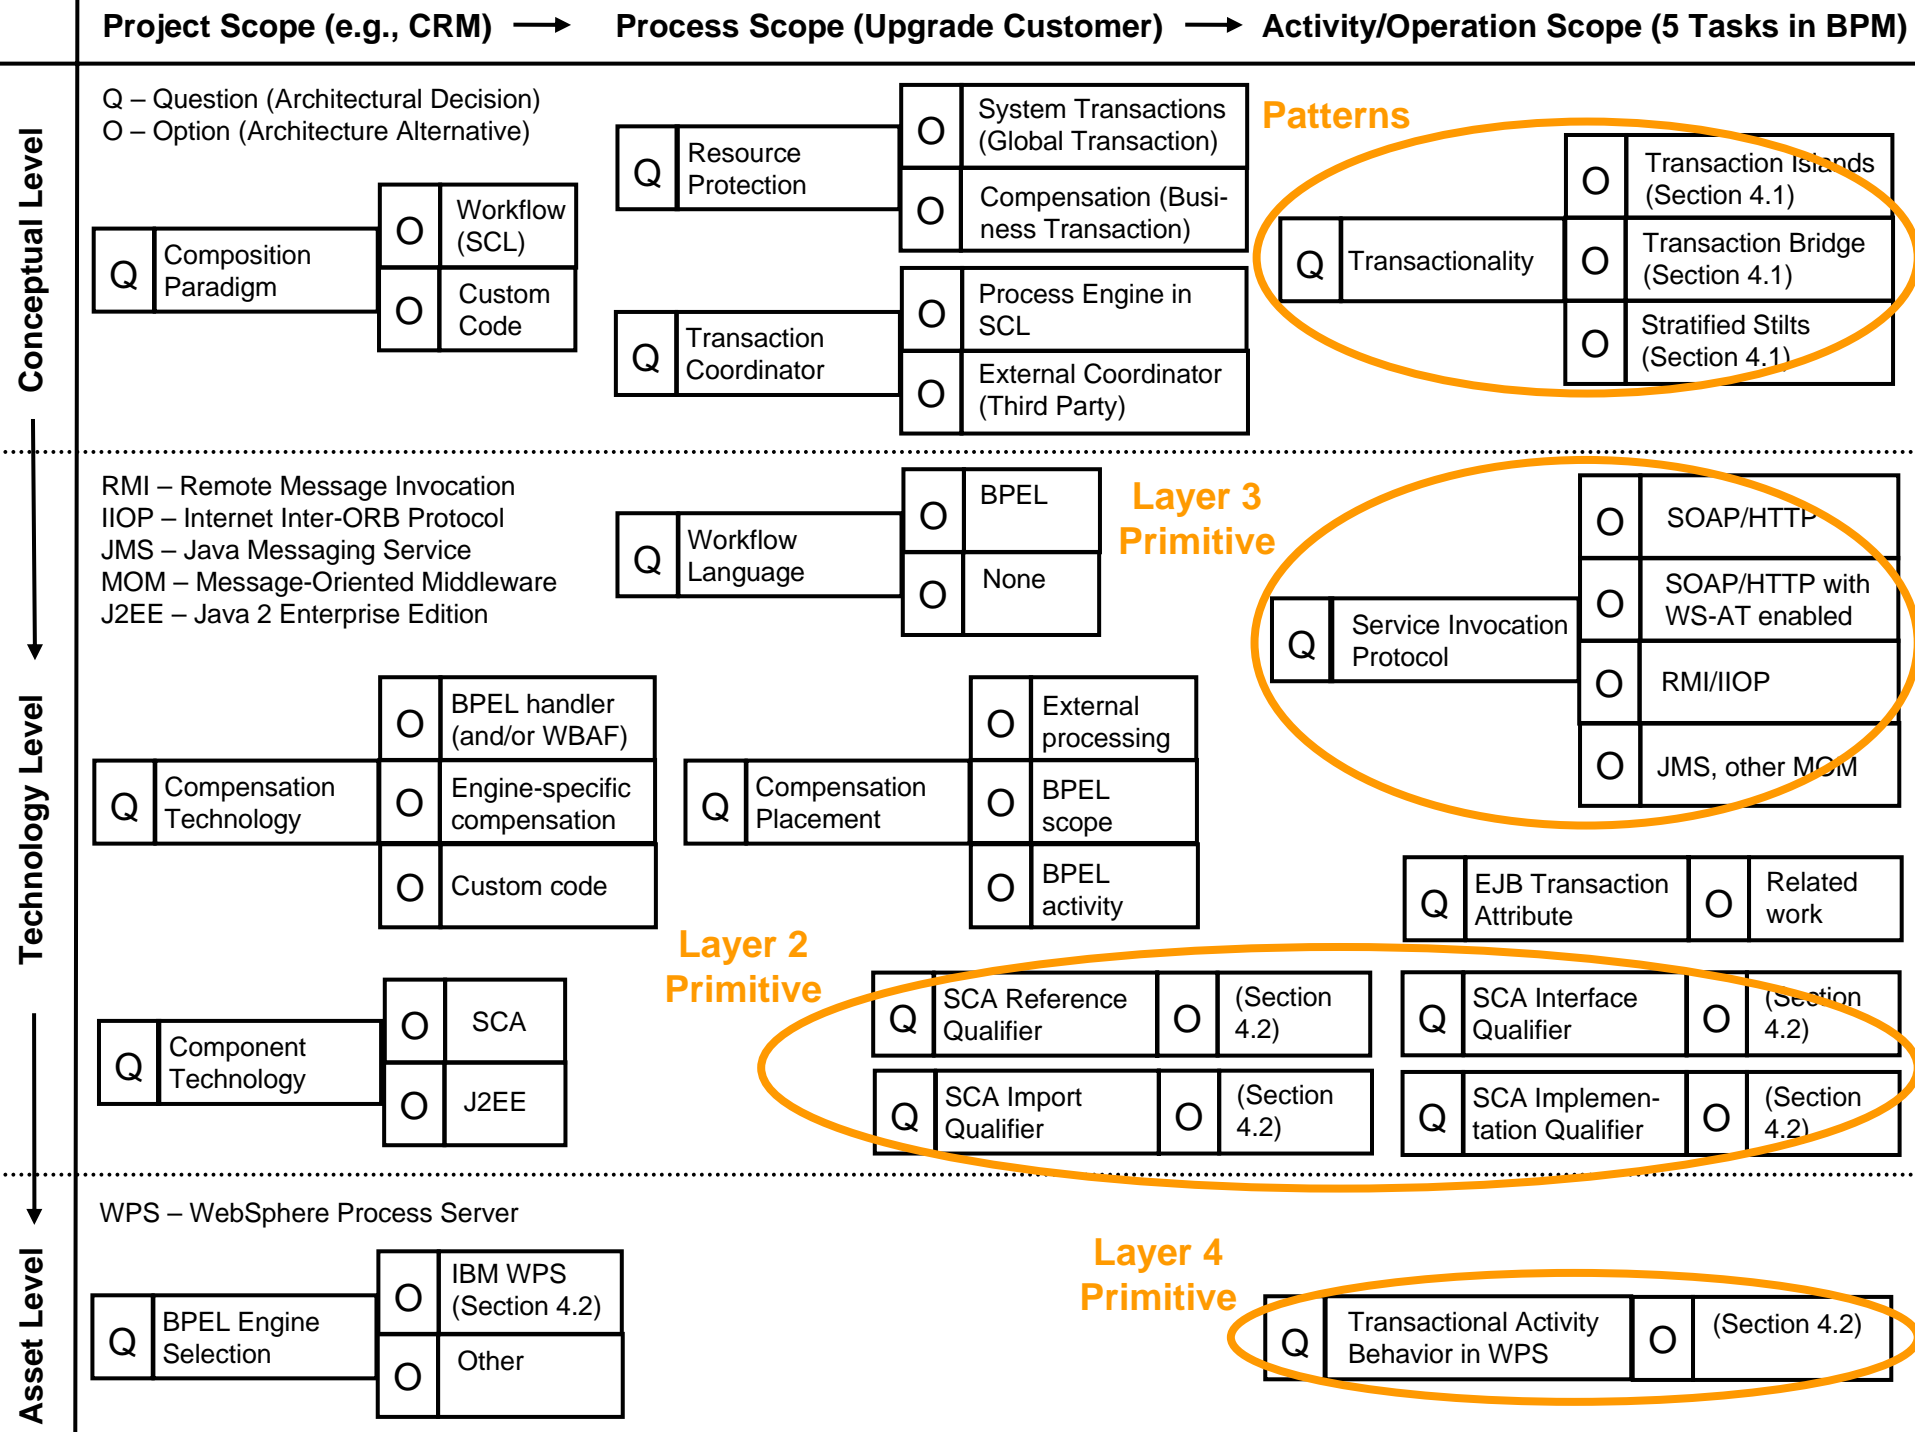 Project Scope (e.g., CRM)
Process Scope (Upgrade Customer)
Activity/Operation Scope (5 Tasks in BPM)
Conceptual Level
Q – Question (Architectural Decision)
O – Option (Architecture Alternative)
Q
Composition
Paradigm
O
Workflow
(SCL)
O
Custom
Code
Q
Resource
Protection
O
System Transactions
(Global Transaction)
O
Compensation (Busi-
ness Transaction)
Q
Transaction
Coordinator
O
Process Engine in
SCL
O
External Coordinator
(Third Party)
Patterns
Q
Transactionality
O
Transaction Islands
(Section 4.1)
O
Transaction Bridge
(Section 4.1)
O
Stratified Stilts
(Section 4.1)
Technology Level
RMI – Remote Message Invocation
IIOP – Internet Inter-ORB Protocol
JMS – Java Messaging Service
MOM – Message-Oriented Middleware
J2EE – Java 2 Enterprise Edition
Q
Workflow
Language
O
BPEL
O
None
Layer 3
Primitive
Q
Service Invocation
Protocol
O
SOAP/HTTP
O
SOAP/HTTP with
WS-AT enabled
O
RMI/IIOP
O
JMS, other MOM
Q
Compensation
Technology
O
BPEL handler
(and/or WBAF)
O
Engine-specific
compensation
O
Custom code
Q
Compensation
Placement
O
External
processing
O
BPEL
scope
O
BPEL
activity
Q
EJB Transaction
Attribute
O
Related
work
Layer 2
Primitive
Q
Component
Technology
O
SCA
O
J2EE
Q
SCA Reference
Qualifier
O
(Section
4.2)
Q
SCA Interface
Qualifier
O
(Section
4.2)
Q
SCA Import
Qualifier
O
(Section
4.2)
Q
SCA Implemen-
tation Qualifier
O
(Section
4.2)
Asset Level
WPS – WebSphere Process Server
Q
BPEL Engine
Selection
O
IBM WPS
(Section 4.2)
O
Other
Layer 4
Primitive
Q
Transactional Activity
Behavior in WPS
O
(Section 4.2)